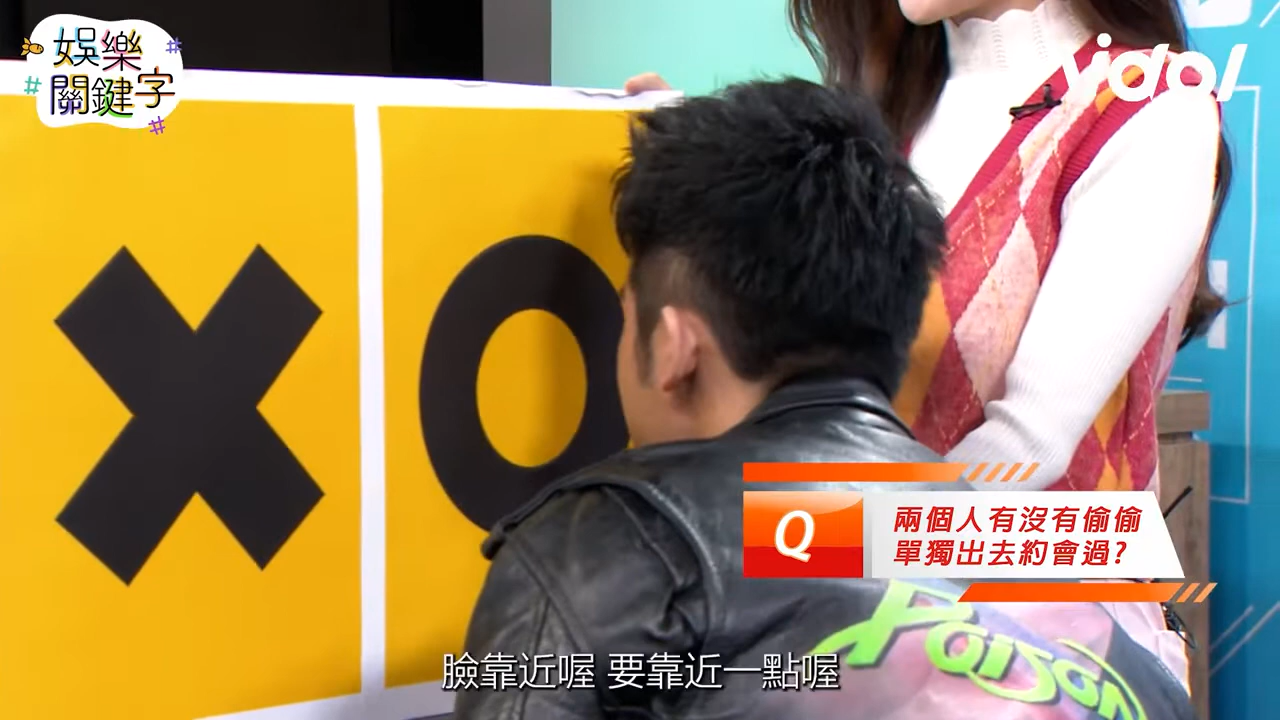 娛樂
#
#
關鍵字
#
vidol
X O
Q
兩個人有沒有偷偷
單獨出去約會過?
Poison
臉靠近喔 要靠近一點喔